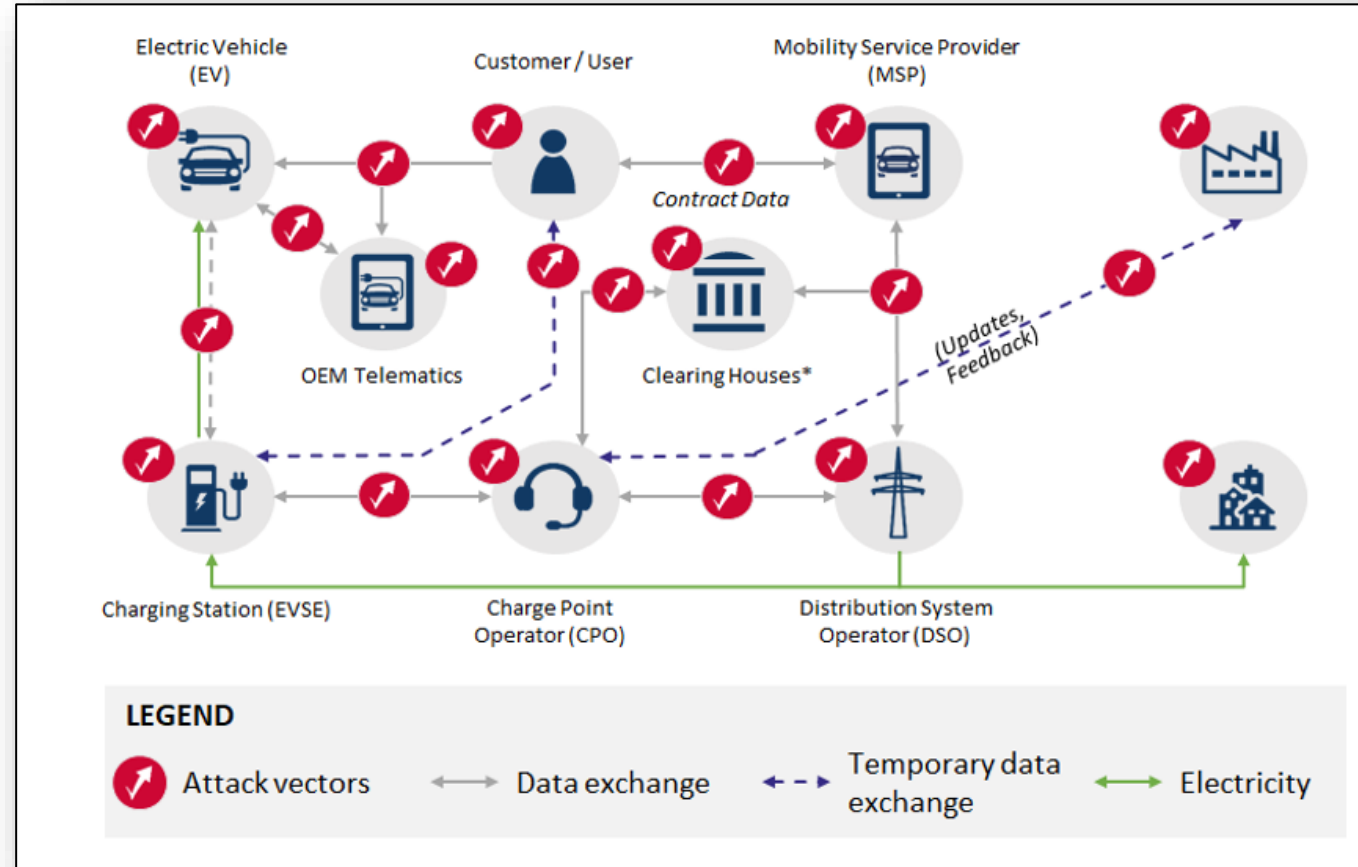 Electric Vehicle
(EV)
Customer / User
Mobility Service Provider
(MSP)
Contract Data
OEM Telematics
Clearing Houses*
(Updates,
Feedback)
Charging Station (EVSE)
Charge Point
Operator (CPO)
Distribution System
Operator (DSO)
LEGEND
Attack vectors
Data exchange
Temporary data
exchange
Electricity